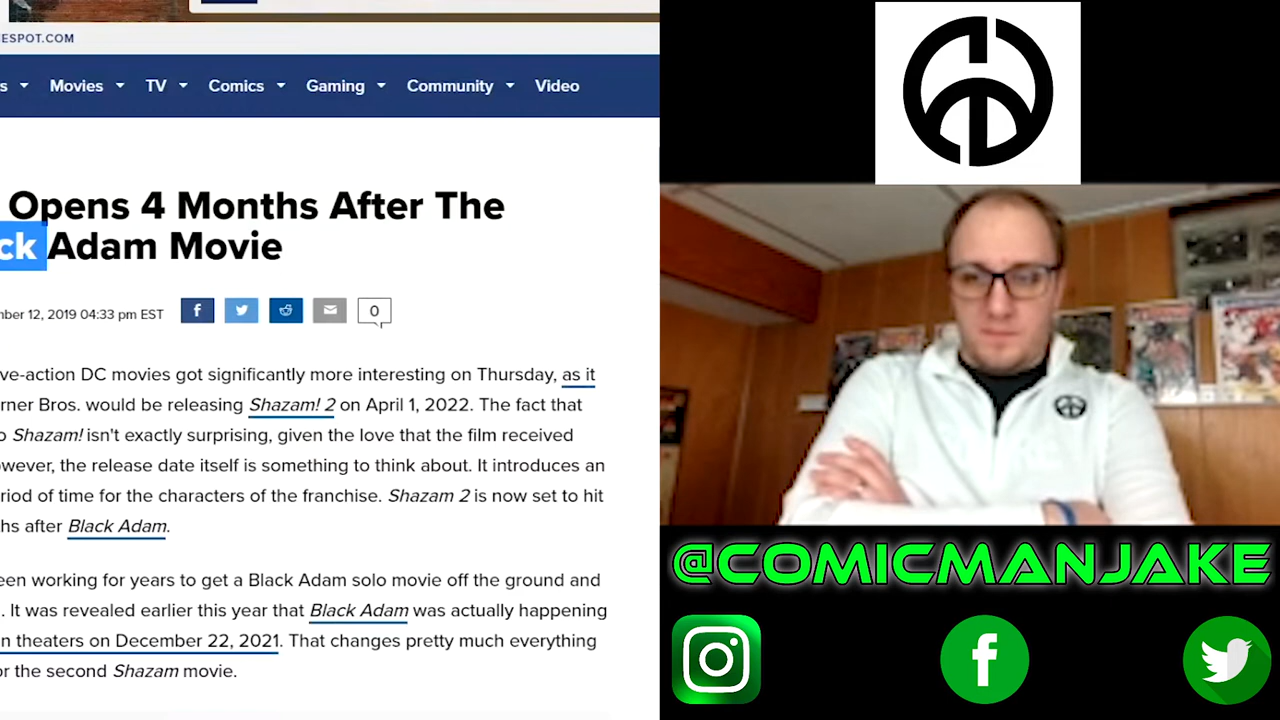 ESPOT.COM
s Movies TV Comics Gaming Community Video
Opens 4 Months After The
ck Adam Movie
ber 12, 2019 04:33 pm EST 0
ve-action DC movies got significantly more interesting on Thursday, as it
rner Bros. would be releasing Shazam! 2 on April 1, 2022. The fact that
o Shazam! isn't exactly surprising, given the love that the film received
wever, the release date itself is something to think about. It introduces an
riod of time for the characters of the franchise. Shazam 2 is now set to hit
hs after Black Adam.
een working for years to get a Black Adam solo movie off the ground and
. It was revealed earlier this year that Black Adam was actually happening
n theaters on December 22, 2021. That changes pretty much everything
or the second Shazam movie.
@COMICMANJAKE